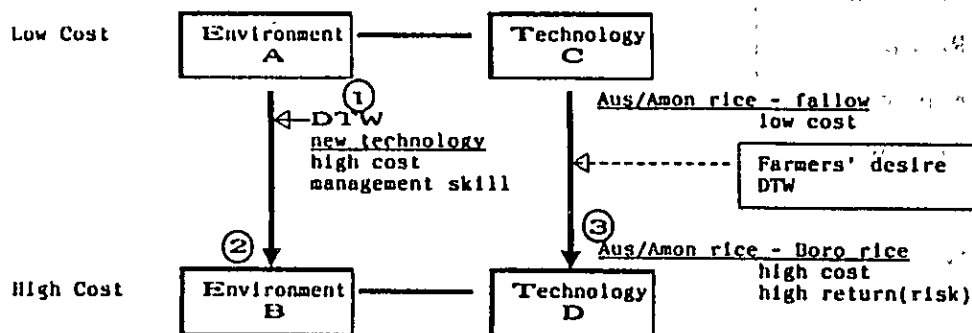 Low Cost
Environment
A
Technology
C
①
DTW
new technology
high cost
management skill
Aus/Amon rice - fallow
low cost
Farmers' desire
DTW
②
③
Aus/Amon rice - Boro rice
high cost
high return(risk)
High Cost
Environment
B
Technology
D